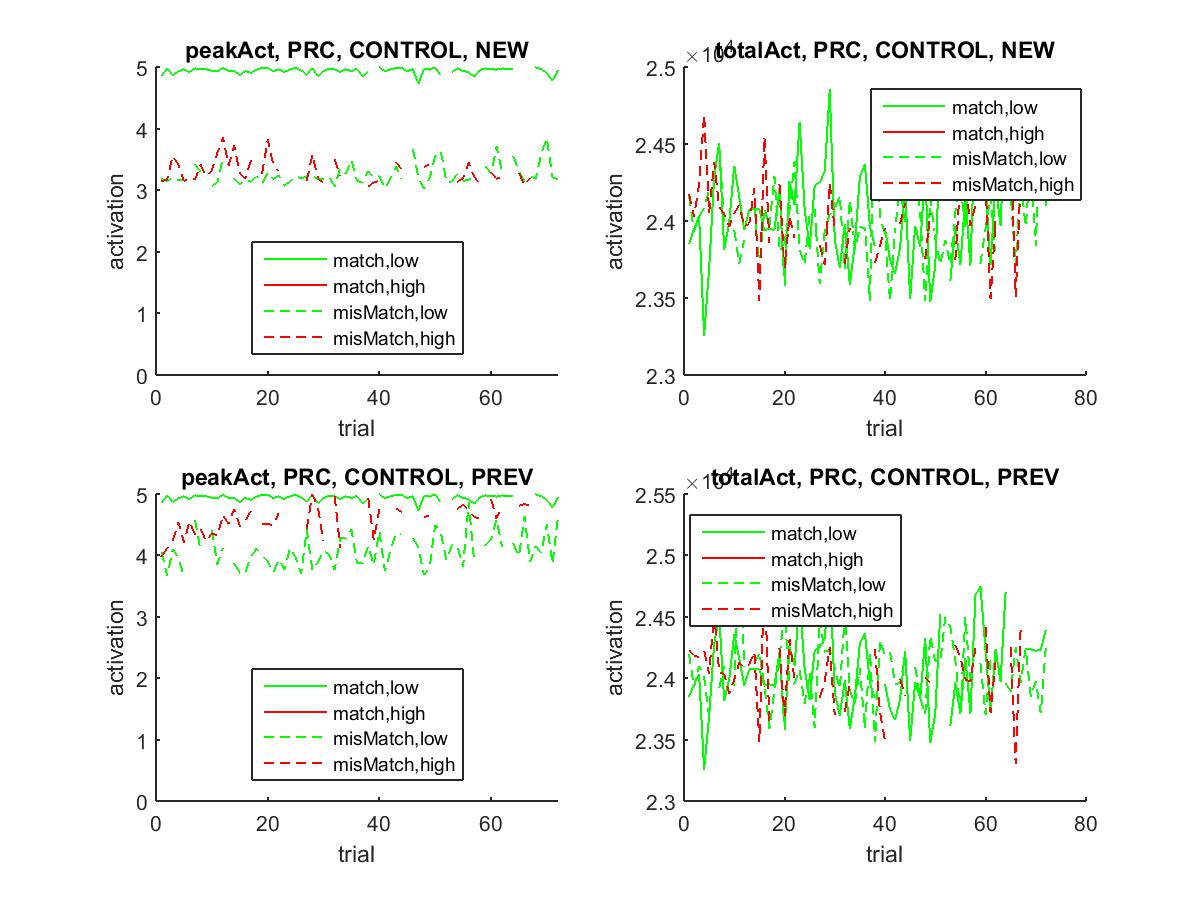 peakAct, PRC, CONTROL, NEW
5
4
3
2
1
0
activation
match,low
match,high
misMatch,low
misMatch,high
0 20 40 60
trial
totalAct, PRC, CONTROL, NEW
×10^4
2.5
2.45
2.4
2.35
2.3
activation
match,low
match,high
misMatch,low
misMatch,high
0 20 40 60 80
trial
peakAct, PRC, CONTROL, PREV
5
4
3
2
1
0
activation
match,low
match,high
misMatch,low
misMatch,high
0 20 40 60
trial
totalAct, PRC, CONTROL, PREV
×10^4
2.55
2.5
2.45
2.4
2.35
2.3
activation
match,low
match,high
misMatch,low
misMatch,high
0 20 40 60 80
trial